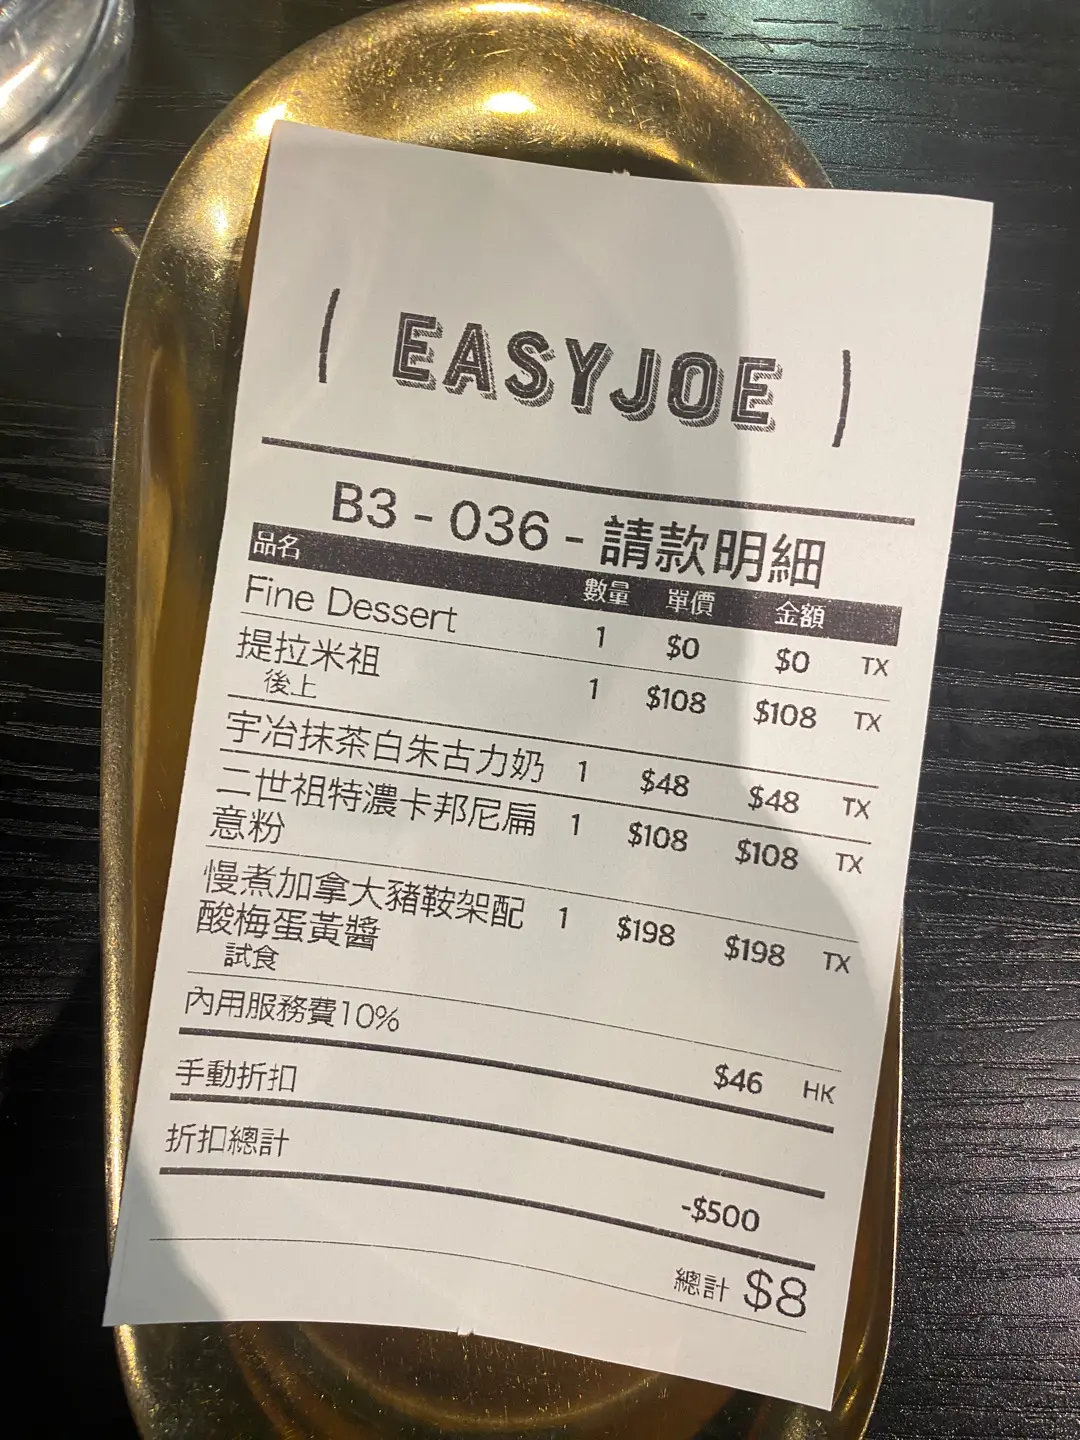 ( EASYJOE )
B3 - 036 - 請款明細
品名 數量 單價 金額
Fine Dessert 1 $0 $0 TX
提拉米祖 1 $108 $108 TX
後上
宇冶抹茶白朱古力奶 1 $48 $48 TX
二世祖特濃卡邦尼扁 1 $108 $108 TX
意粉
慢煮加拿大豬鞍架配 1 $198 $198 TX
酸梅蛋黃醬
試食
內用服務費10% $46 HK
手動折扣
折扣總計 -$500
總計 $8